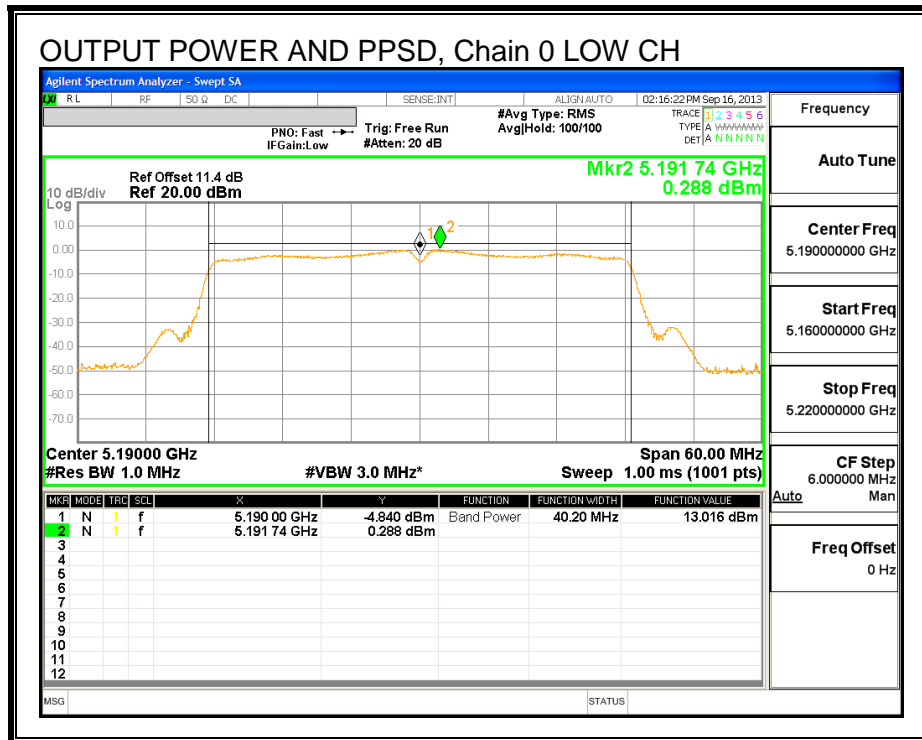 OUTPUT POWER AND PPSD, Chain 0 LOW CH
Agilent Spectrum Analyzer - Swept SA
LXI RL RF 50 Ω DC SENSE:INT ALIGN AUTO 02:16:22 PM Sep 16, 2013
#Avg Type: RMS TRACE 1 2 3 4 5 6
PNO: Fast Trig: Free Run Avg|Hold: 100/100 TYPE A WWWWW
IFGain:Low #Atten: 20 dB DET A N N N N N
Mkr2 5.191 74 GHz
0.288 dBm
Ref Offset 11.4 dB
10 dB/div Ref 20.00 dBm
Log
10.0
0.00
-10.0
-20.0
-30.0
-40.0
-50.0
-60.0
-70.0
1 2
Center 5.19000 GHz Span 60.00 MHz
#Res BW 1.0 MHz #VBW 3.0 MHz* Sweep 1.00 ms (1001 pts)
MKR MODE TRC SCL X Y FUNCTION FUNCTION WIDTH FUNCTION VALUE
1 N 1 f 5.190 00 GHz -4.840 dBm Band Power 40.20 MHz 13.016 dBm
2 N 1 f 5.191 74 GHz 0.288 dBm
3
4
5
6
7
8
9
10
11
12
MSG STATUS
Frequency
Auto Tune
Center Freq
5.190000000 GHz
Start Freq
5.160000000 GHz
Stop Freq
5.220000000 GHz
CF Step
6.000000 MHz
Auto Man
Freq Offset
0 Hz